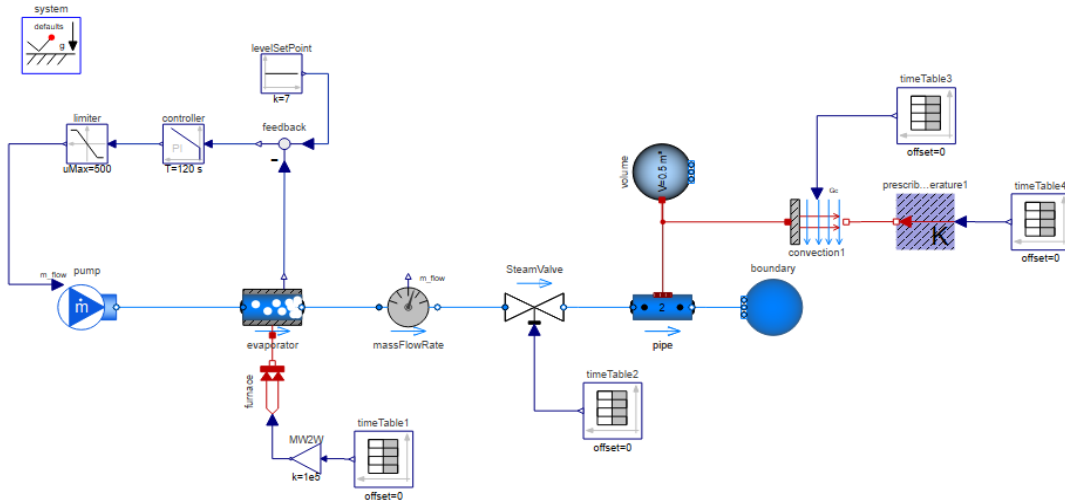 system
defaults
g
levelSetPoint
k=7
timeTable3
offset=0
limiter
uMax=500
controller
PI
T=120 s
feedback
-
volume
V=0.5 m³
prescrib...erature1
K
timeTable4
offset=0
Gc
convection1
m_flow
pump
ṁ
evaporator
m_flow
massFlowRate
SteamValve
2
pipe
boundary
furnace
timeTable2
offset=0
MW2W
k=1e5
timeTable1
offset=0